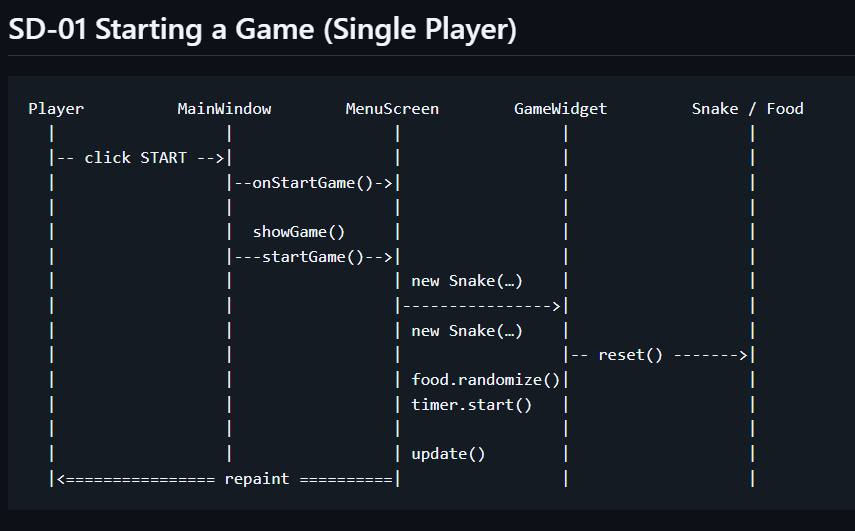 SD-01 Starting a Game (Single Player)
Player          MainWindow        MenuScreen        GameWidget         Snake / Food
  |                  |                 |                 |                   |
  |-- click START -->|                 |                 |                   |
  |                  |--onStartGame()->|                 |                   |
  |                  |                 |                 |                   |
  |                  |  showGame()     |                 |                   |
  |                  |---startGame()-->|                 |                   |
  |                  |                 | new Snake(…)    |                   |
  |                  |                 |---------------->|                   |
  |                  |                 | new Snake(…)    |                   |
  |                  |                 |                 |-- reset() ------->|
  |                  |                 | food.randomize()|                   |
  |                  |                 | timer.start()   |                   |
  |                  |                 |                 |                   |
  |                  |                 | update()        |                   |
  |<================ repaint ==========|                 |                   |